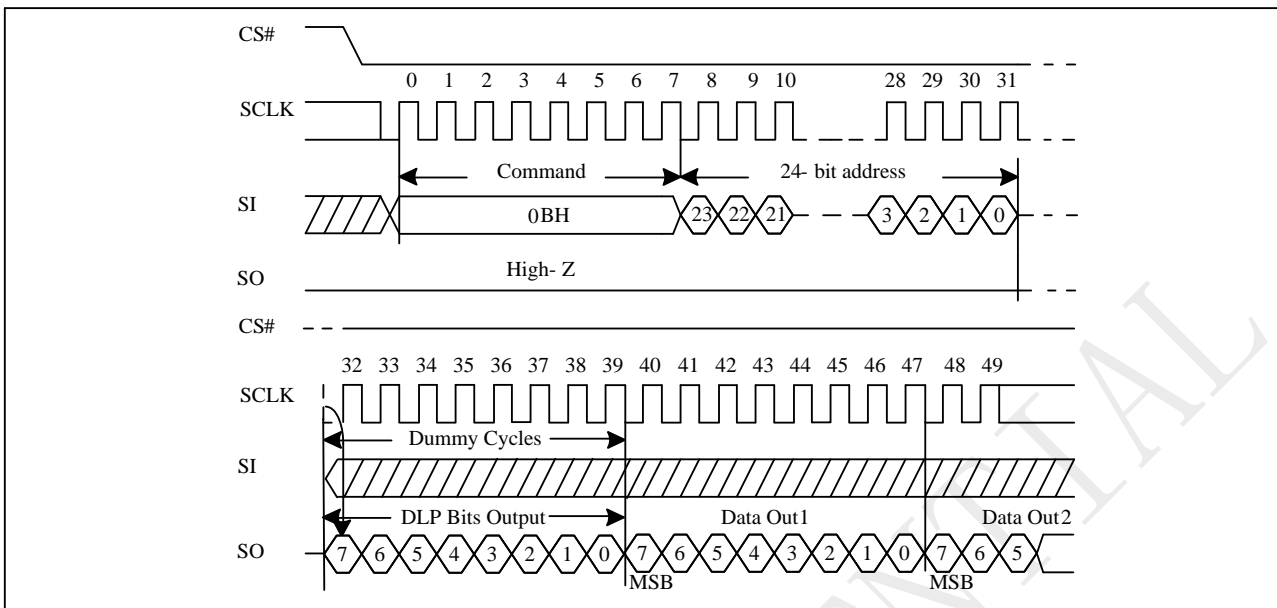 CS#
0 1 2 3 4 5 6 7 8 9 10 28 29 30 31
SCLK
Command 24- bit address
SI 0BH 23 22 21 3 2 1 0
High- Z
SO
CS#
32 33 34 35 36 37 38 39 40 41 42 43 44 45 46 47 48 49
SCLK
Dummy Cycles
SI
DLP Bits Output Data Out1 Data Out2
SO 7 6 5 4 3 2 1 0 7 6 5 4 3 2 1 0 7 6 5
MSB MSB